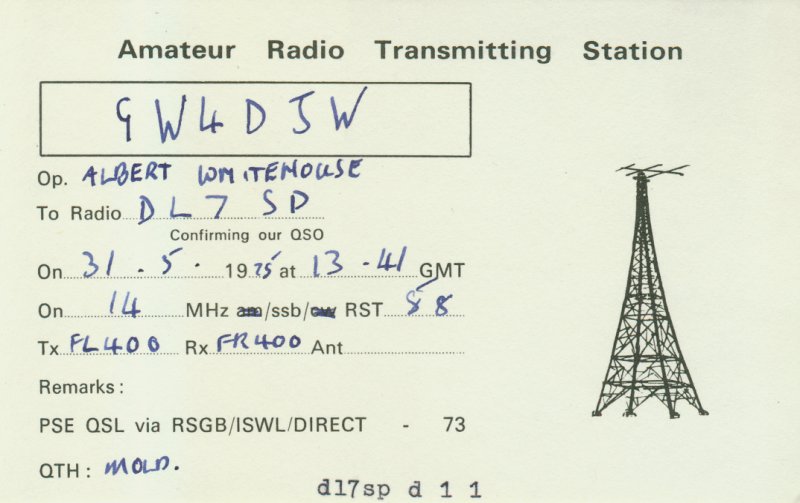 Amateur Radio Transmitting Station
GW4DJW
Op. ALBERT WHITEHOUSE
To Radio DL7 SP
Confirming our QSO
On 31 . 5 . 1975 at 13 . 41 GMT
On 14 MHz am/ssb/cw RST 58
Tx FL400 Rx FR400 Ant
Remarks:
PSE QSL via RSGB/ISWL/DIRECT - 73
QTH: MOLD.
dl7sp d 1 1